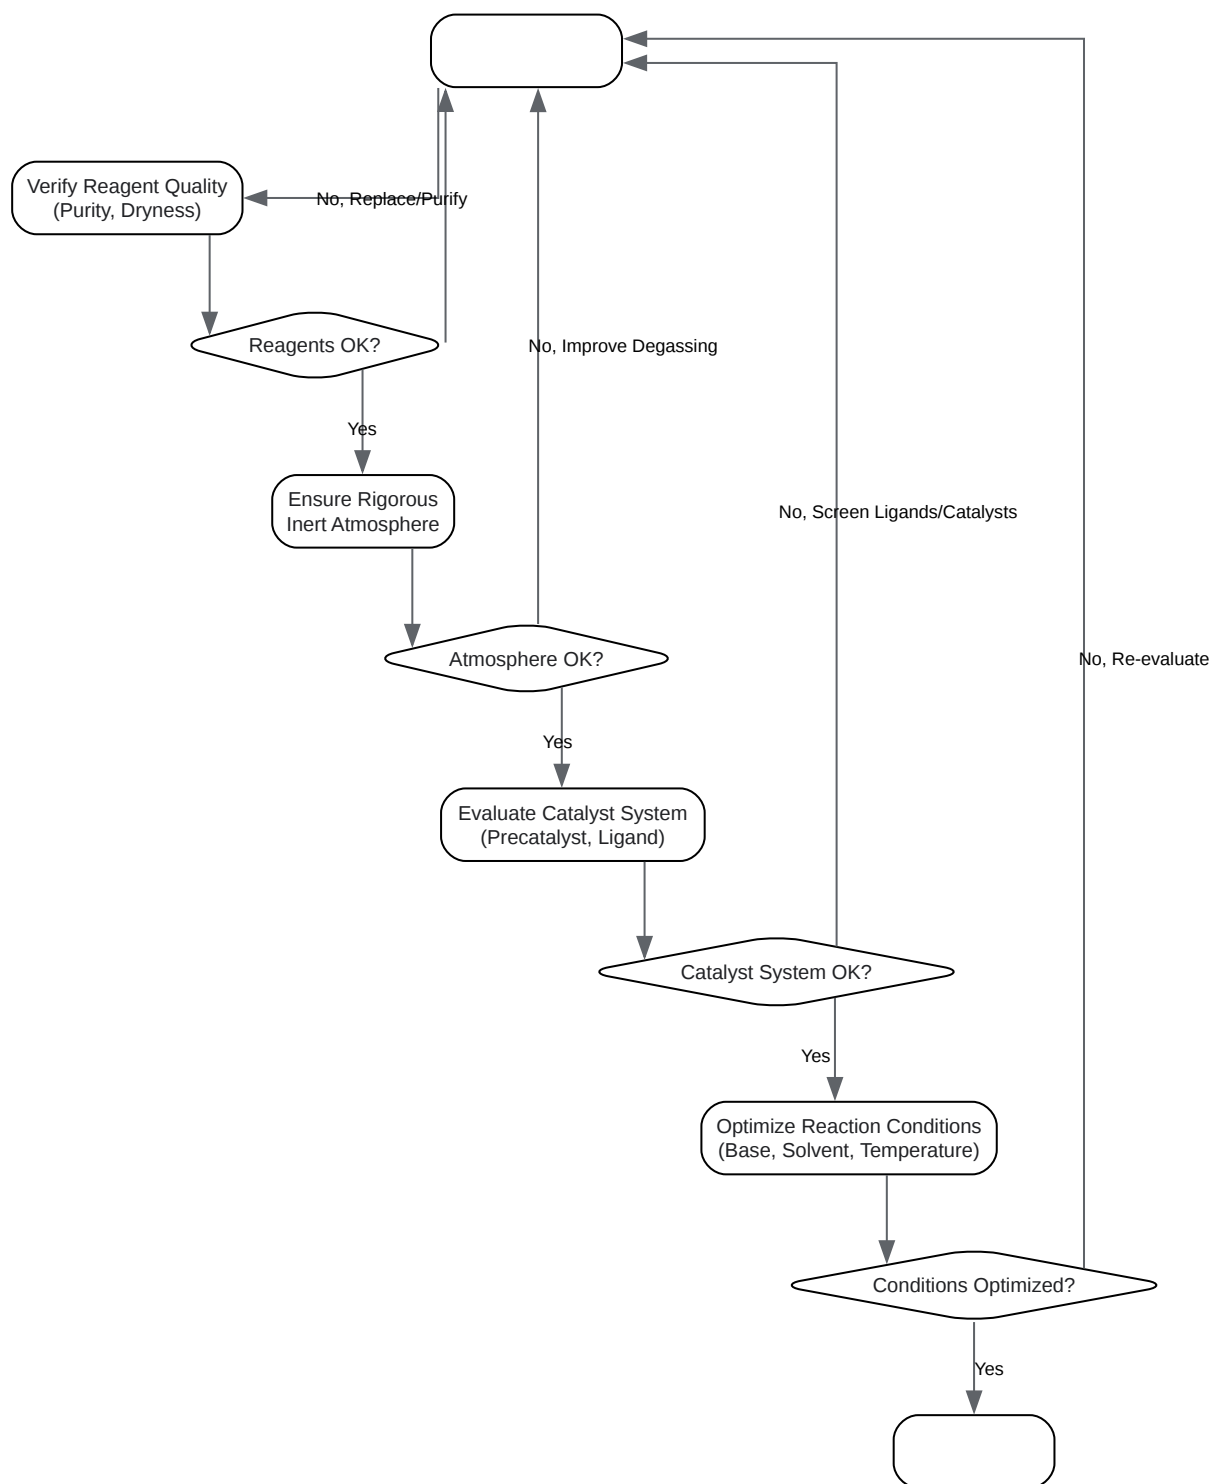 Verify Reagent Quality
(Purity, Dryness)
No, Replace/Purify
Reagents OK?
No, Improve Degassing
Yes
Ensure Rigorous
Inert Atmosphere
No, Screen Ligands/Catalysts
Atmosphere OK?
No, Re-evaluate
Yes
Evaluate Catalyst System
(Precatalyst, Ligand)
Catalyst System OK?
Yes
Optimize Reaction Conditions
(Base, Solvent, Temperature)
Conditions Optimized?
Yes